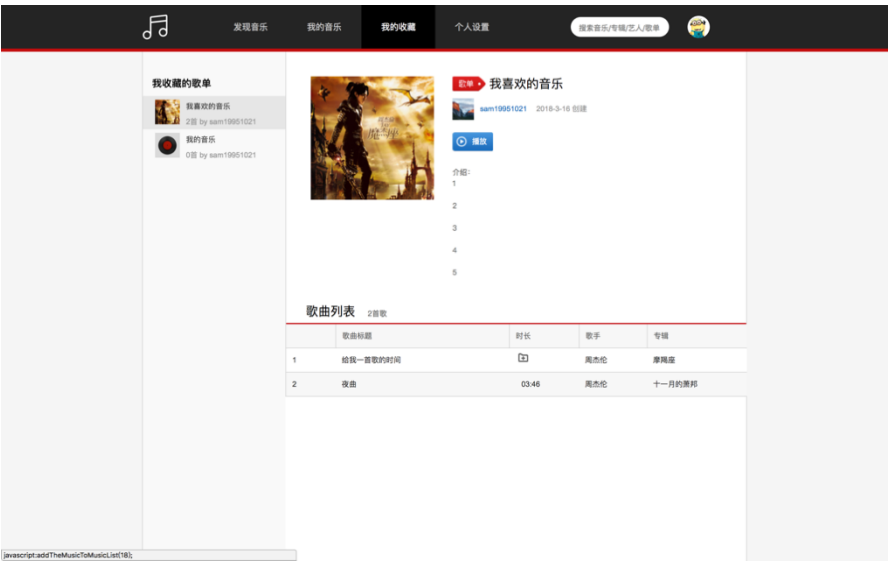 发现音乐 我的音乐 我的收藏 个人设置 搜索音乐/专辑/艺人/歌单
我收藏的歌单
我喜欢的音乐
2首 by sam19951021
我的音乐
0首 by sam19951021
歌单 我喜欢的音乐
sam19951021 2018-3-16 创建
播放
介绍:
1
2
3
4
5
歌曲列表 2首歌
歌曲标题 时长 歌手 专辑
1 给我一首歌的时间 周杰伦 摩羯座
2 夜曲 03:46 周杰伦 十一月的萧邦
javascript:addTheMusicToMusicList(18);